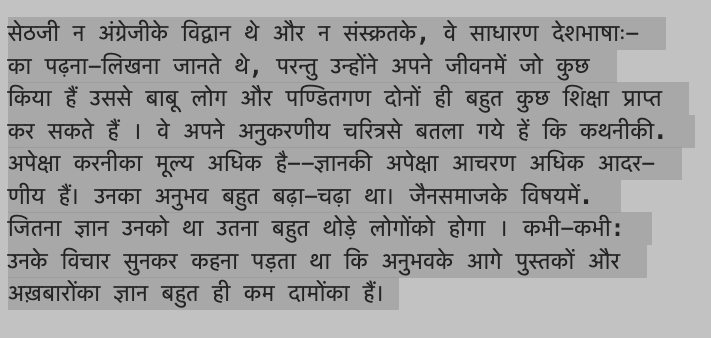 सेठजी न अंग्रेजीके विद्वान थे और न संस्क्रतके, वे साधारण देशभाषाः-
का पढ़ना-लिखना जानते थे, परन्तु उन्होंने अपने जीवनमें जो कुछ
किया हैं उससे बाबू लोग और पण्डितगण दोनों ही बहुत कुछ शिक्षा प्राप्त
कर सकते हैं । वे अपने अनुकरणीय चरित्रसे बतला गये हें कि कथनीकी.
अपेक्षा करनीका मूल्य अधिक है--ज्ञानकी अपेक्षा आचरण अधिक आदर-
णीय हैं। उनका अनुभव बहुत बढ़ा-चढ़ा था। जैनसमाजके विषयमें.
जितना ज्ञान उनको था उतना बहुत थोड़े लोगोंको होगा । कभी-कभी:
उनके विचार सुनकर कहना पड़ता था कि अनुभवके आगे पुस्तकों और
अख़बारोंका ज्ञान बहुत ही कम दामोंका हैं।